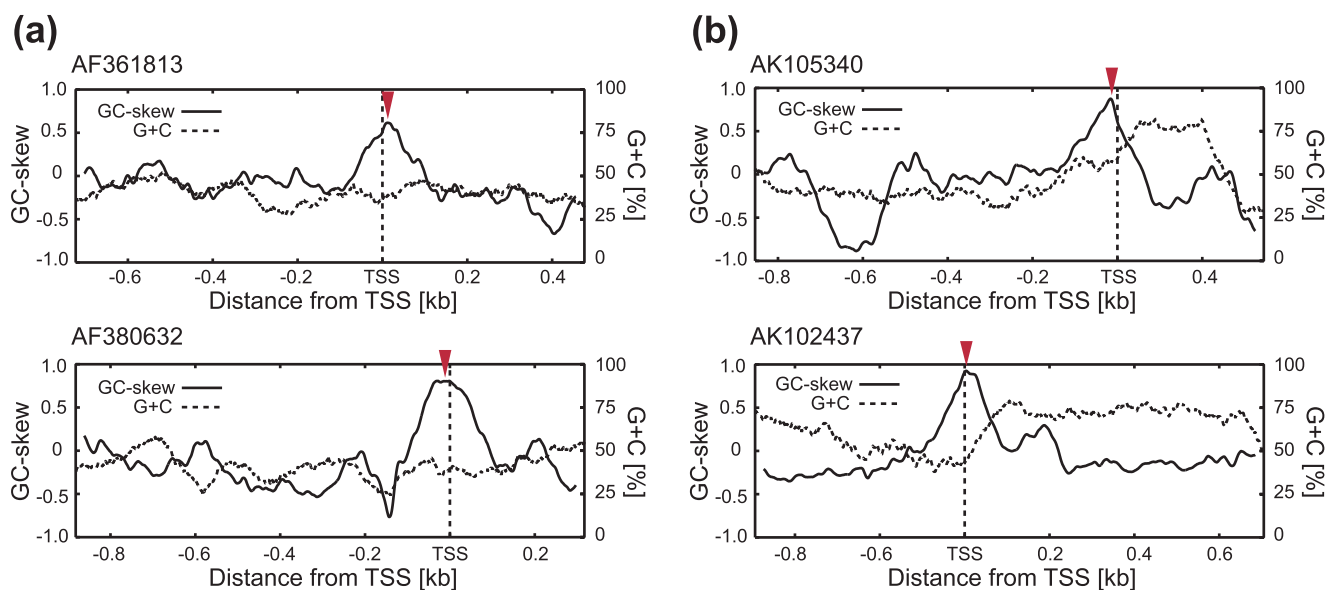 (a)
AF361813
GC-skew
G+C
1.0
0.5
0
-0.5
-1.0
GC-skew
100
75
50
25
0
G+C [%]
-0.6 -0.4 -0.2 TSS 0.2 0.4
Distance from TSS [kb]
AF380632
GC-skew
G+C
1.0
0.5
0
-0.5
-1.0
GC-skew
100
75
50
25
0
G+C [%]
-0.8 -0.6 -0.4 -0.2 TSS 0.2
Distance from TSS [kb]
(b)
AK105340
GC-skew
G+C
1.0
0.5
0
-0.5
-1.0
GC-skew
100
75
50
25
0
G+C [%]
-0.8 -0.6 -0.4 -0.2 TSS 0.4
Distance from TSS [kb]
AK102437
GC-skew
G+C
1.0
0.5
0
-0.5
-1.0
GC-skew
100
75
50
25
0
G+C [%]
-0.8 -0.6 TSS 0.2 0.4 0.6
Distance from TSS [kb]